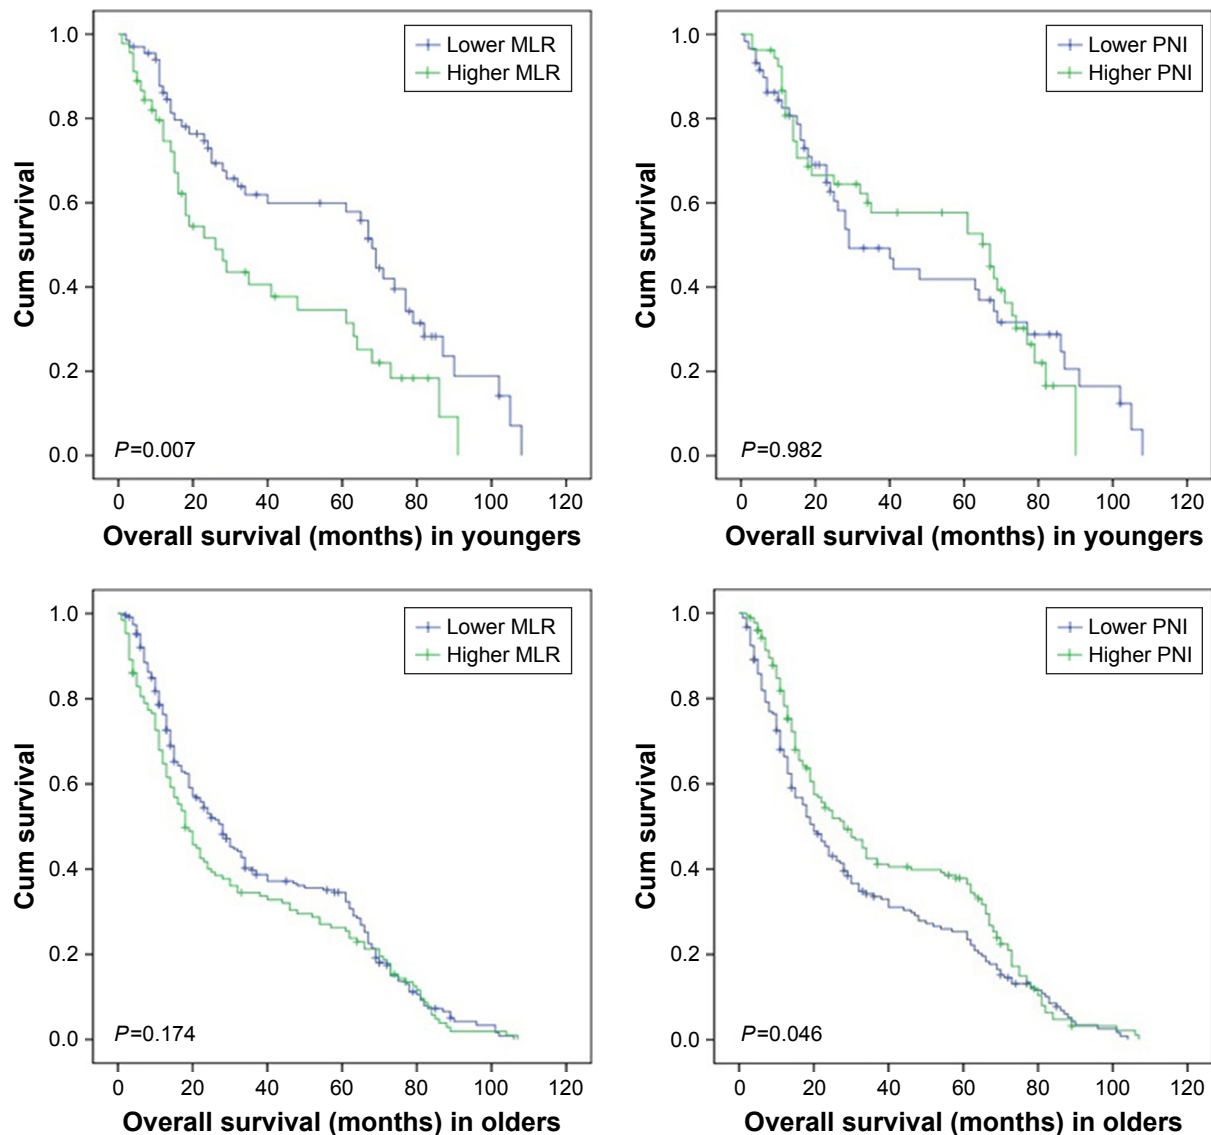 1.0
0.8
0.6
0.4
0.2
0.0
Cum survival
Lower MLR
Higher MLR
P=0.007
0 20 40 60 80 100 120
Overall survival (months) in youngers
1.0
0.8
0.6
0.4
0.2
0.0
Cum survival
Lower PNI
Higher PNI
P=0.982
0 20 40 60 80 100 120
Overall survival (months) in youngers
1.0
0.8
0.6
0.4
0.2
0.0
Cum survival
Lower MLR
Higher MLR
P=0.174
0 20 40 60 80 100 120
Overall survival (months) in olders
1.0
0.8
0.6
0.4
0.2
0.0
Cum survival
Lower PNI
Higher PNI
P=0.046
0 20 40 60 80 100 120
Overall survival (months) in olders